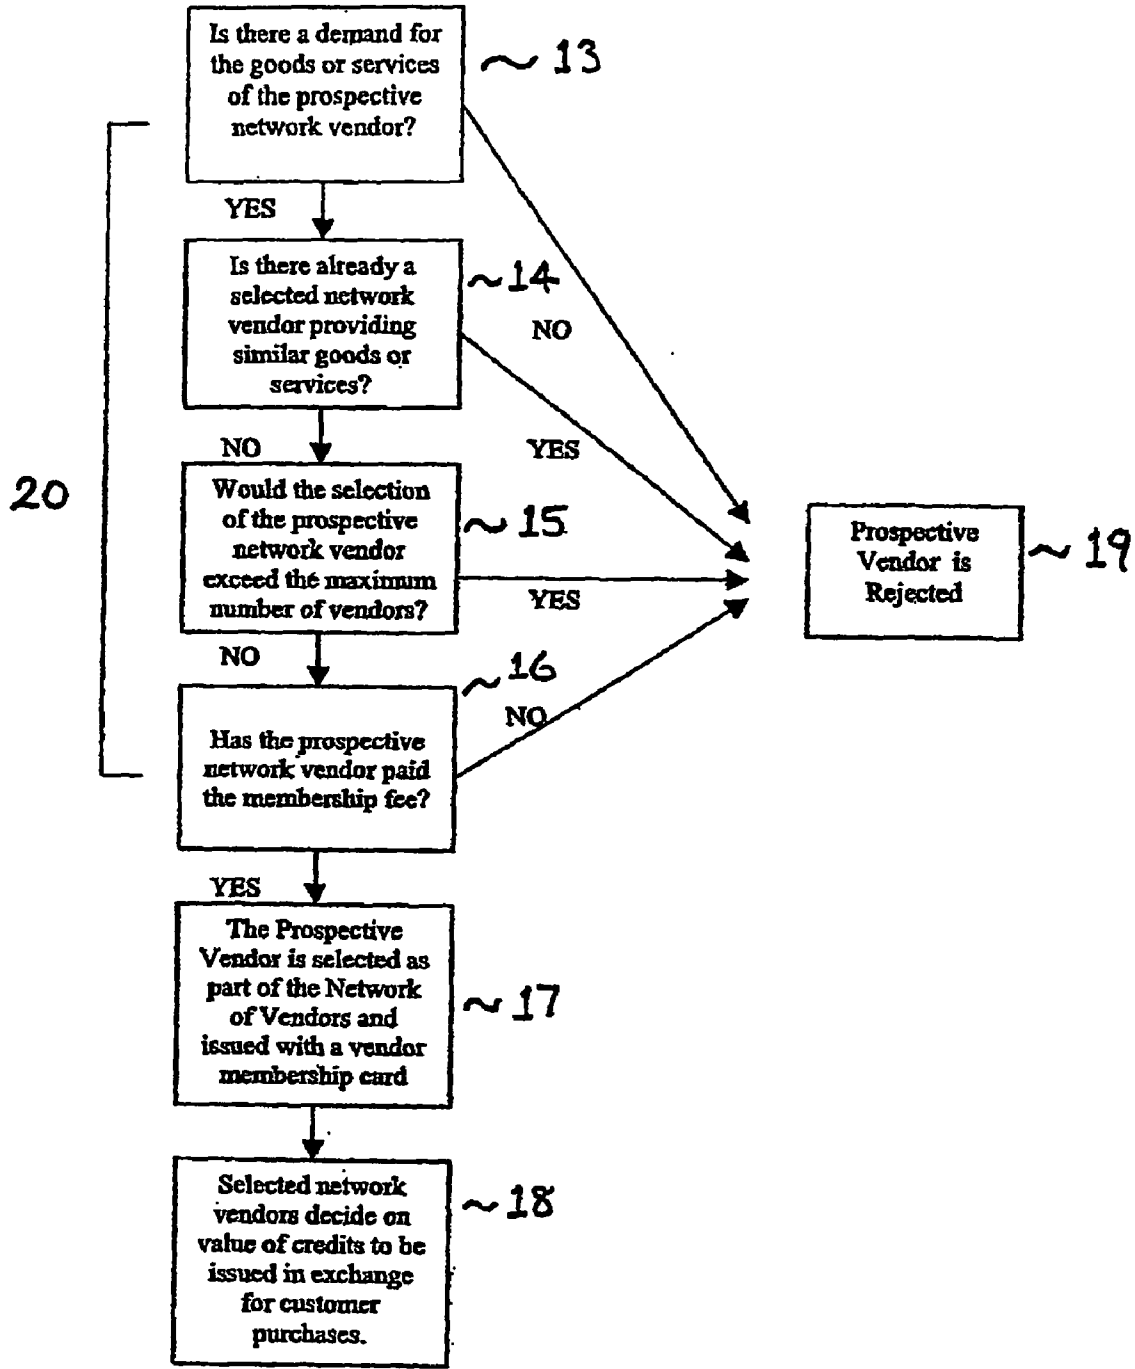 Is there a demand for
the goods or services
of the prospective
network vendor?
~ 13
YES
Is there already a
selected network
vendor providing
similar goods or
services?
~ 14
NO
YES
NO
20
Would the selection
of the prospective
network vendor
exceed the maximum
number of vendors?
~ 15
YES
Prospective
Vendor is
Rejected
~ 19
NO
~ 16
NO
Has the prospective
network vendor paid
the membership fee?
YES
The Prospective
Vendor is selected as
part of the Network
of Vendors and
issued with a vendor
membership card
~ 17
Selected network
vendors decide on
value of credits to be
issued in exchange
for customer
purchases.
~ 18